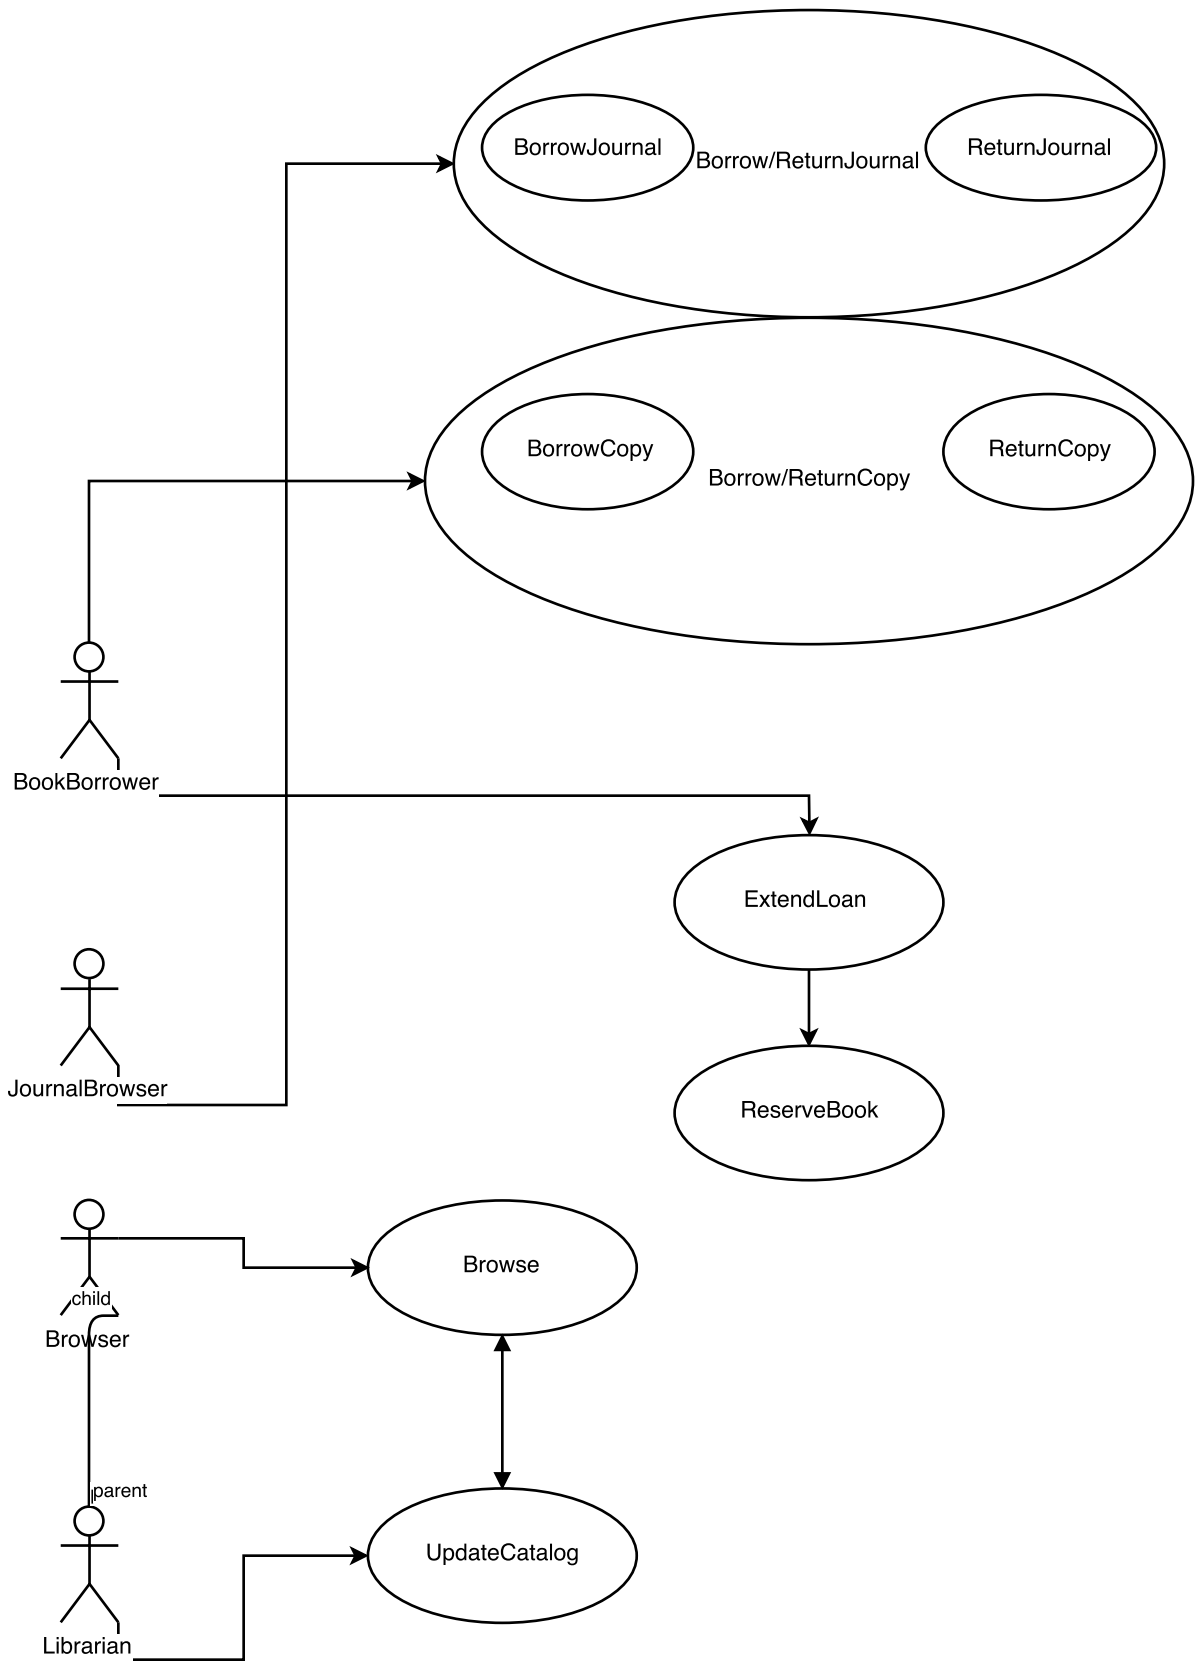 BorrowJournal
Borrow/ReturnJournal
ReturnJournal
BorrowCopy
Borrow/ReturnCopy
ReturnCopy
BookBorrower
ExtendLoan
JournalBrowser
ReserveBook
Browse
child
Browser
parent
UpdateCatalog
Librarian